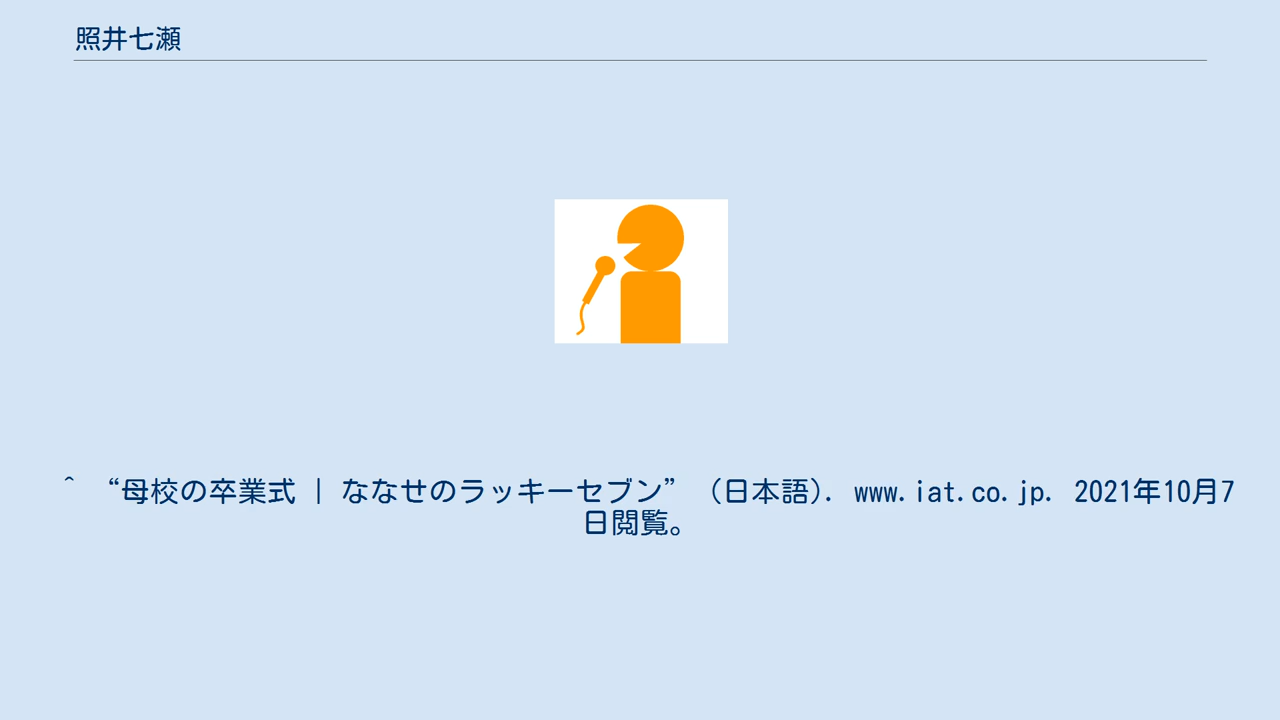 照井七瀬
^ “母校の卒業式 | ななせのラッキーセブン” (日本語). www.iat.co.jp. 2021年10月7
日閲覧。